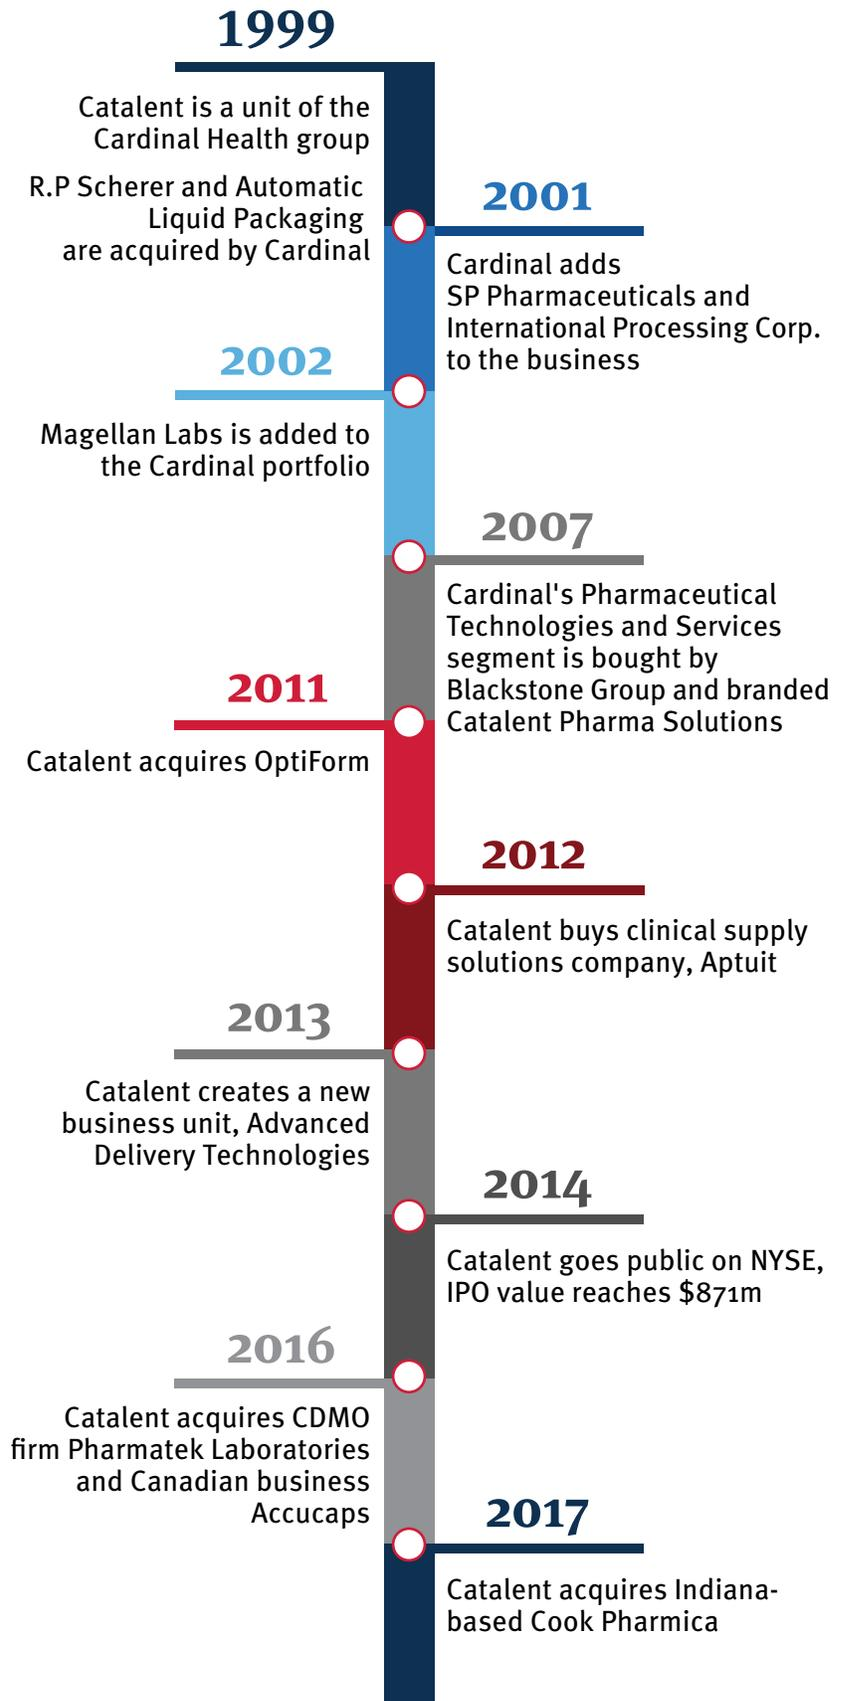 1999
Catalent is a unit of the
Cardinal Health group
R.P Scherer and Automatic
Liquid Packaging
are acquired by Cardinal
2001
Cardinal adds
SP Pharmaceuticals and
International Processing Corp.
to the business
2002
Magellan Labs is added to
the Cardinal portfolio
2007
Cardinal's Pharmaceutical
Technologies and Services
segment is bought by
Blackstone Group and branded
Catalent Pharma Solutions
2011
Catalent acquires OptiForm
2012
Catalent buys clinical supply
solutions company, Aptuit
2013
Catalent creates a new
business unit, Advanced
Delivery Technologies
2014
Catalent goes public on NYSE,
IPO value reaches $871m
2016
Catalent acquires CDMO
firm Pharmatek Laboratories
and Canadian business
Accucaps
2017
Catalent acquires Indiana-
based Cook Pharmica